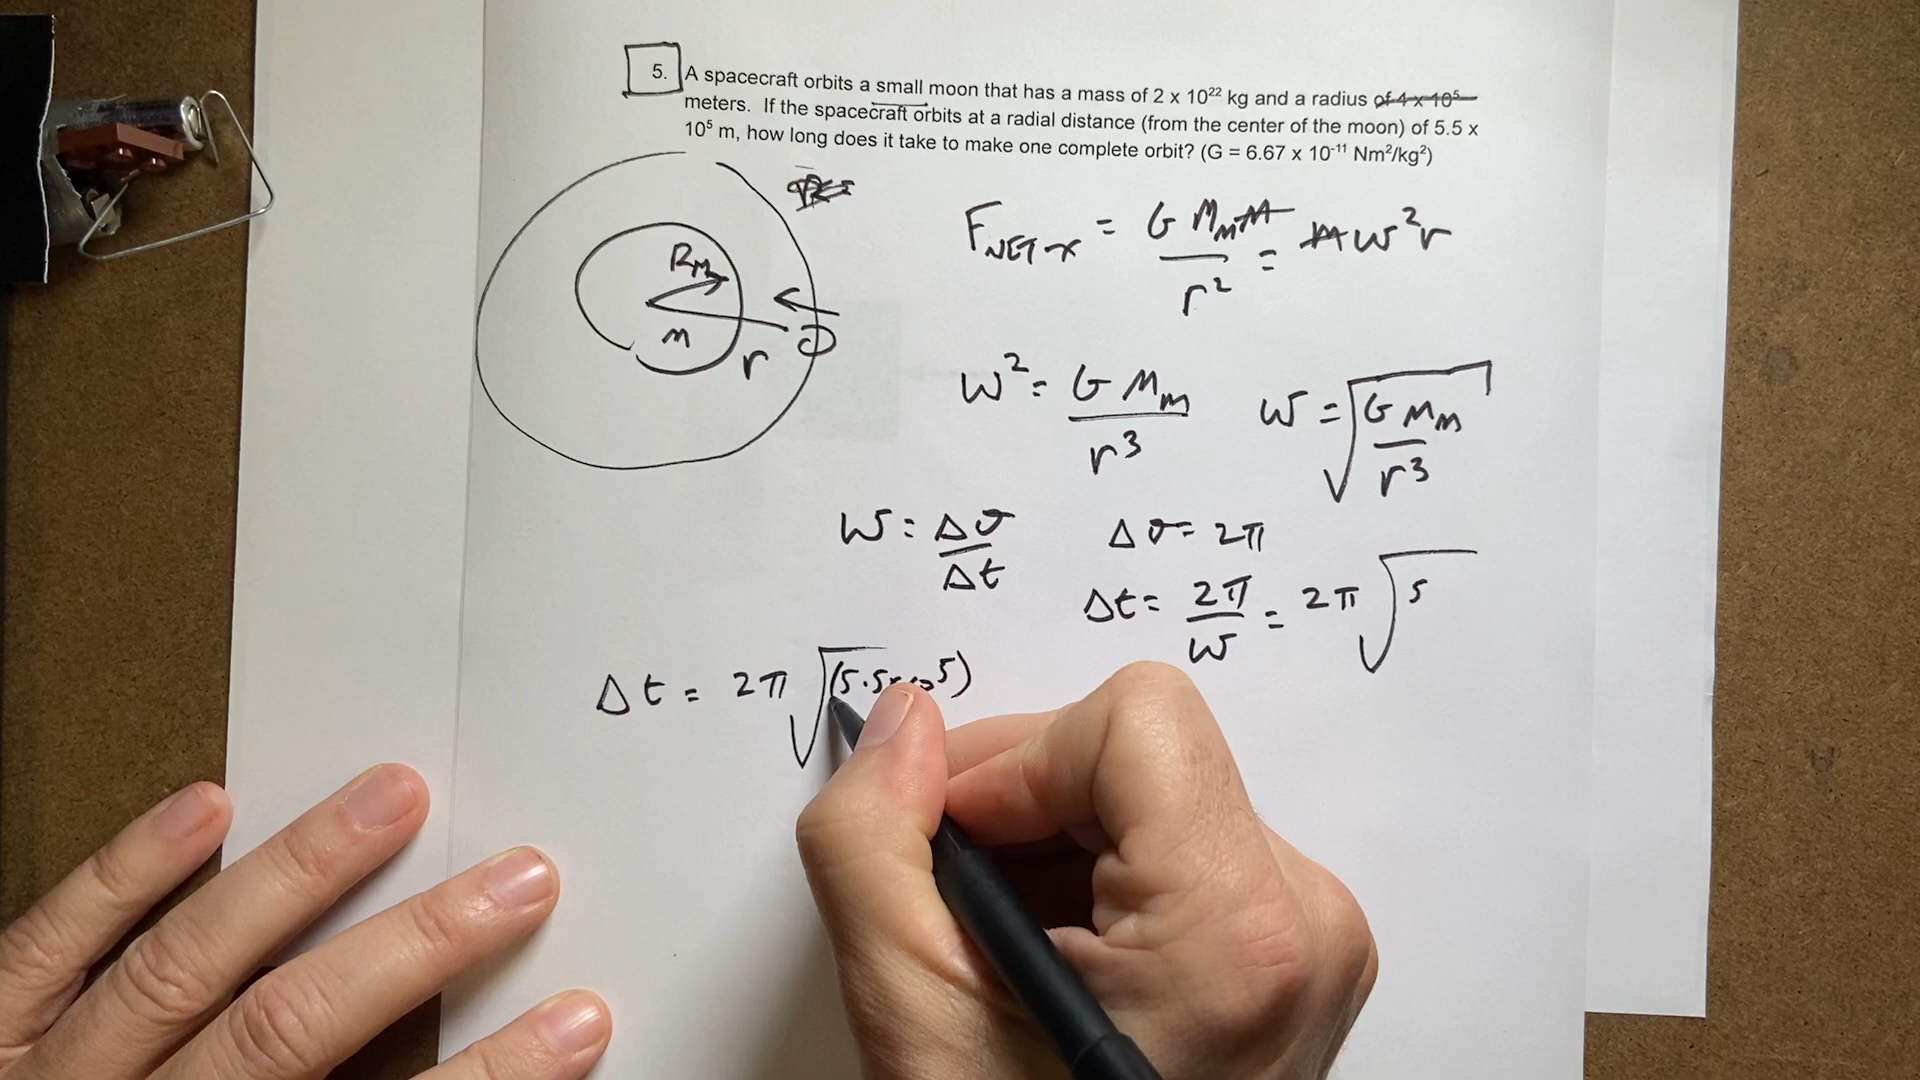 5. A spacecraft orbits a small moon that has a mass of 2 x 10²² kg and a radius of 4 x 10⁵
meters. If the spacecraft orbits at a radial distance (from the center of the moon) of 5.5 x
10⁵ m, how long does it take to make one complete orbit? (G = 6.67 x 10⁻¹¹ Nm²/kg²)
R_M
m
r
F_NET-x = G M_M m / r² = m ω² r
ω² = G M_M / r³
ω = √(G M_M / r³)
ω = Δθ / Δt
Δθ = 2π
Δt = 2π / ω = 2π √5
Δt = 2π √(5.5x10⁵)